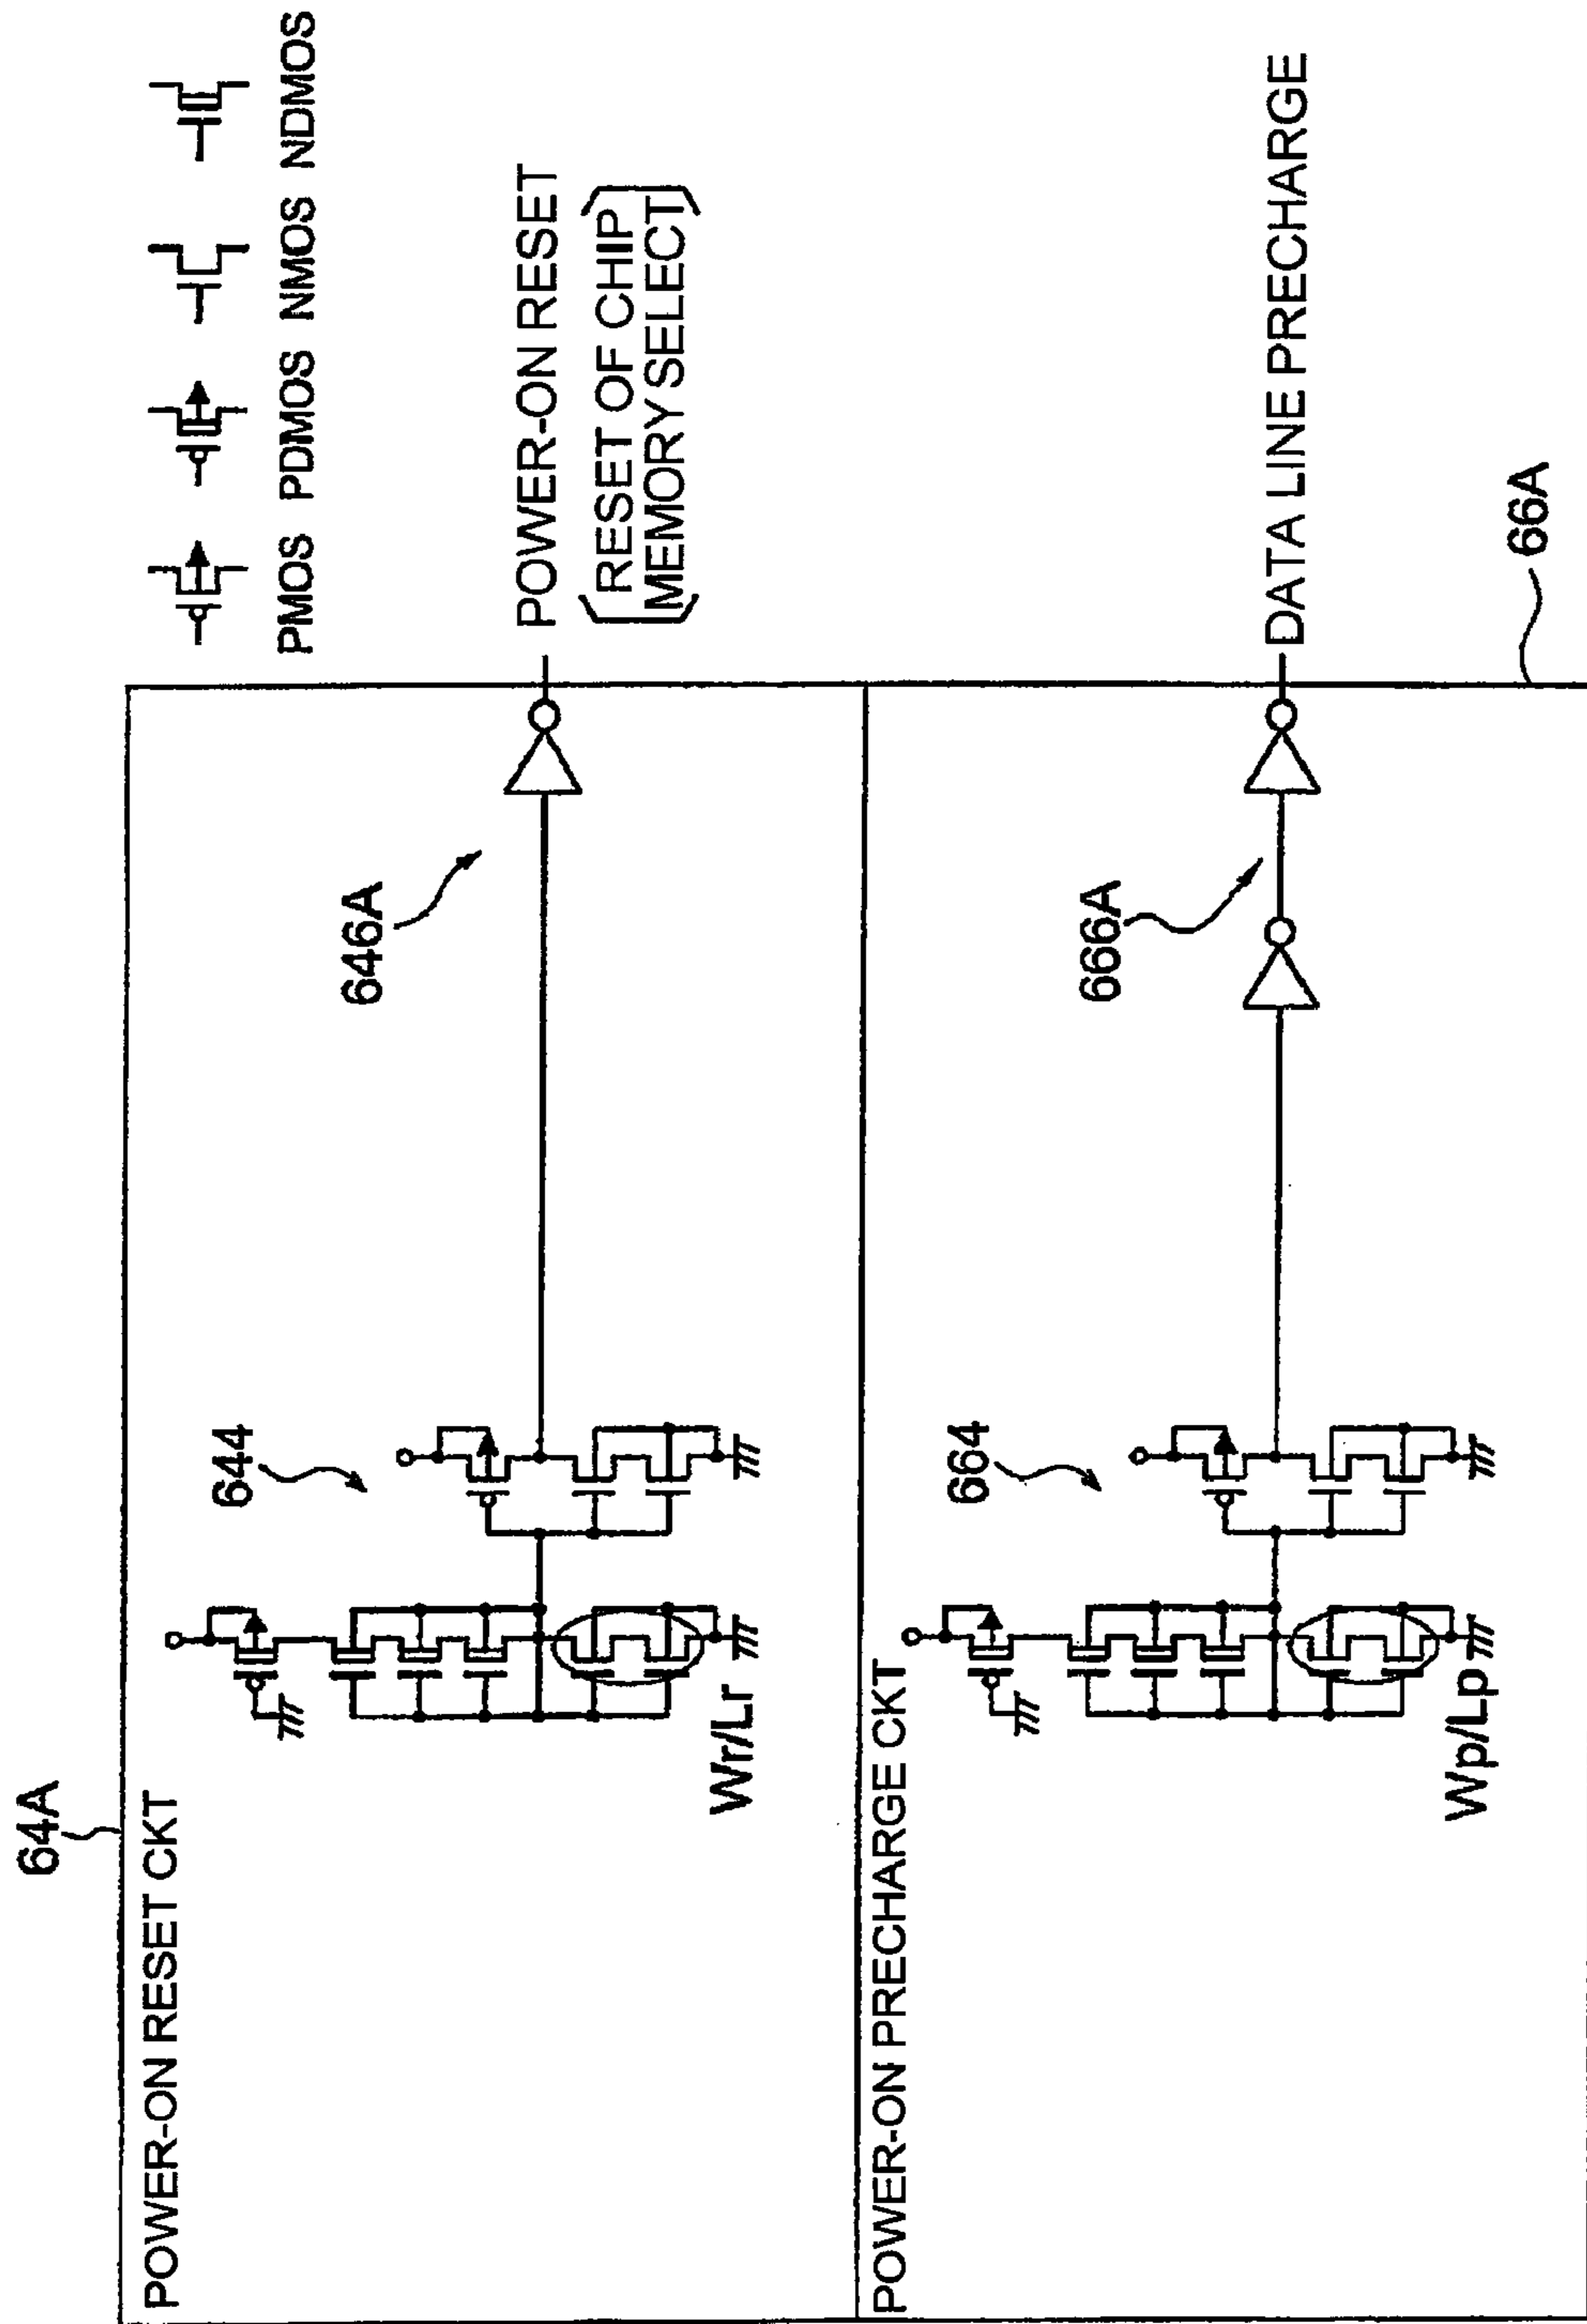 PMOS PDMOS NMOS NDMOS
64A
POWER-ON RESET CKT
644
646A
Wr/Lr
POWER-ON RESET
RESET OF CHIP
MEMORY SELECT
POWER-ON PRECHARGE CKT
664
666A
Wp/Lp
DATA LINE PRECHARGE
66A